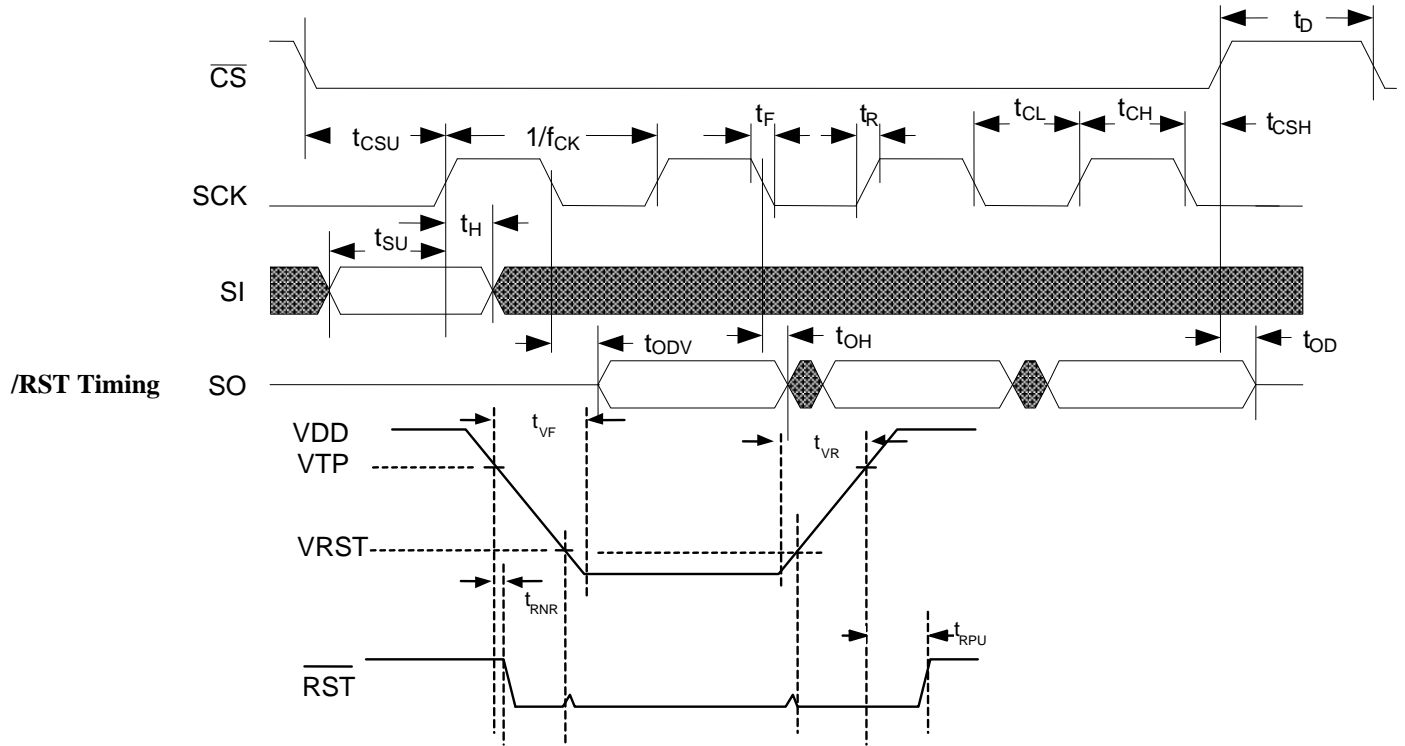 tD
CS
tF
tR
tCL
tCH
tCSU
1/fCK
tCSH
SCK
tSU
tH
SI
tODV
tOH
tOD
/RST Timing
SO
VDD
tVF
tVR
VTP
VRST
tRNR
tRPU
RST